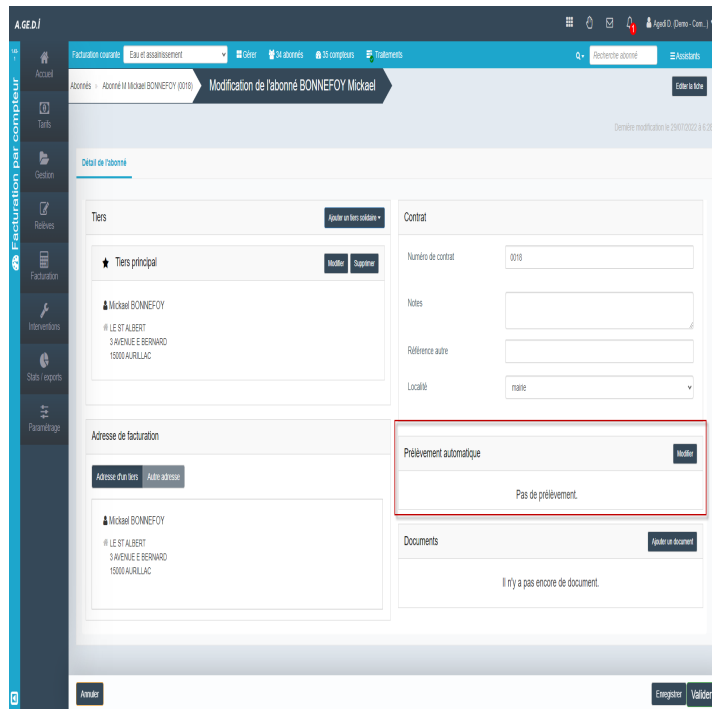 A.GE.D.I
Agedi D. (Demo - Com...)
Facturation par compteur
Accueil
Tarifs
Gestion
Relèves
Facturation
Interventions
Stats / exports
Paramétrage
Facturation courante
Eau et assainissement
Gérer
34 abonnés
35 compteurs
Traitements
Recherche abonné
Assistants
Abonnés > Abonné M Mickael BONNEFOY (0018)
Modification de l'abonné BONNEFOY Mickael
Editer la fiche
Dernière modification le 29/07/2022 à 6:28
Détail de l'abonné
Tiers
Ajouter un tiers solidaire
Tiers principal
Modifier
Supprimer
Mickael BONNEFOY
LE ST ALBERT
3 AVENUE E BERNARD
15000 AURILLAC
Adresse de facturation
Adresse d'un tiers
Autre adresse
Mickael BONNEFOY
LE ST ALBERT
3 AVENUE E BERNARD
15000 AURILLAC
Contrat
Numéro de contrat
0018
Notes
Référence autre
Localité
mairie
Prélèvement automatique
Modifier
Pas de prélèvement.
Documents
Ajouter un document
Il n'y a pas encore de document.
Annuler
Enregistrer
Valider